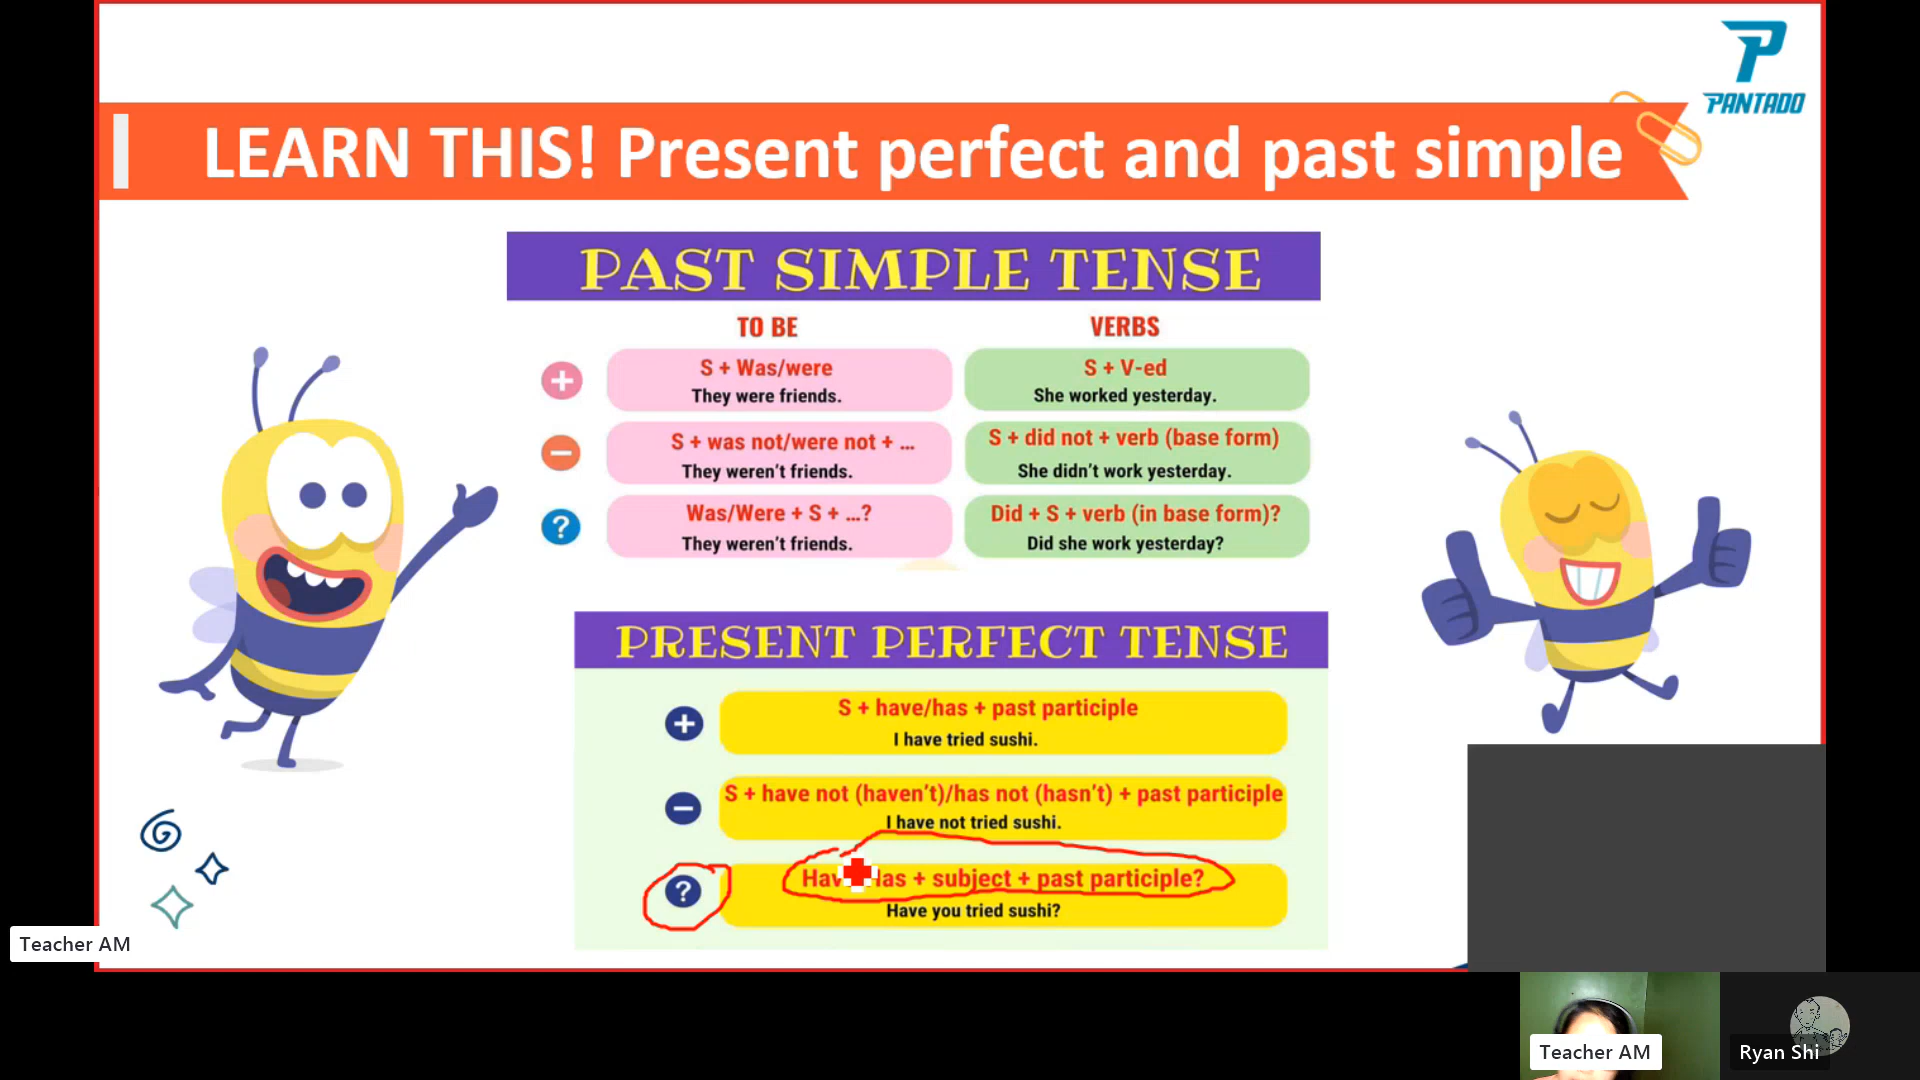 PANTADO
LEARN THIS! Present perfect and past simple
PAST SIMPLE TENSE
TO BE
VERBS
S + Was/were
They were friends.
S + V-ed
She worked yesterday.
S + was not/were not + ...
They weren't friends.
S + did not + verb (base form)
She didn't work yesterday.
Was/Were + S + ...?
They weren't friends.
Did + S + verb (in base form)?
Did she work yesterday?
PRESENT PERFECT TENSE
S + have/has + past participle
I have tried sushi.
S + have not (haven't)/has not (hasn't) + past participle
I have not tried sushi.
+ subject + past participle?
Have you tried sushi?
Teacher AM
Teacher AM
Ryan Shi